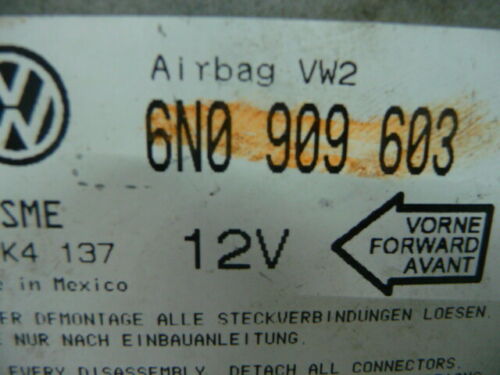 Airbag VW2
6N0 909 603
SME
K4 137
12V
VORNE
FORWARD
AVANT
in Mexico
ER DEMONTAGE ALLE STECKVERBINDUNGEN LOESEN.
E NUR NACH EINBAUANLEITUNG.
EVERY DISASSEMBLY, DETACH ALL CONNECTORS.